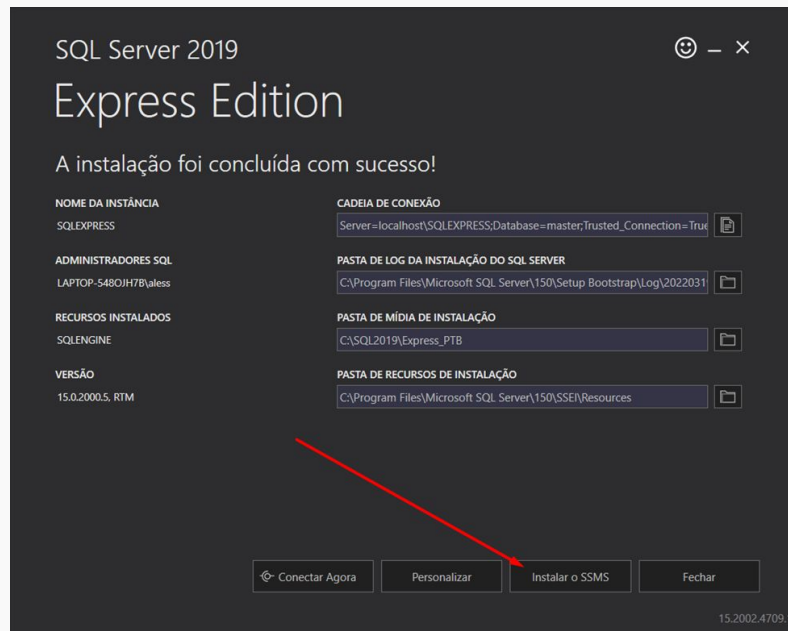 SQL Server 2019
Express Edition
A instalação foi concluída com sucesso!
NOME DA INSTÂNCIA
SQLEXPRESS
CADEIA DE CONEXÃO
Server=localhost\SQLEXPRESS;Database=master;Trusted_Connection=True
ADMINISTRADORES SQL
LAPTOP-548OJH7B\aless
PASTA DE LOG DA INSTALAÇÃO DO SQL SERVER
C:\Program Files\Microsoft SQL Server\150\Setup Bootstrap\Log\2022031
RECURSOS INSTALADOS
SQLENGINE
PASTA DE MÍDIA DE INSTALAÇÃO
C:\SQL2019\Express_PTB
VERSÃO
15.0.2000.5, RTM
PASTA DE RECURSOS DE INSTALAÇÃO
C:\Program Files\Microsoft SQL Server\150\SSEI\Resources
Conectar Agora
Personalizar
Instalar o SSMS
Fechar
15.2002.4709.